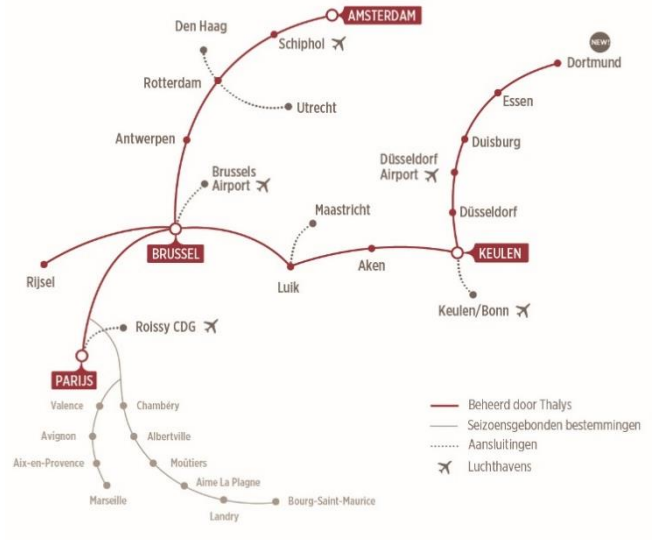 AMSTERDAM
Den Haag
Schiphol
NEW!
Dortmund
Rotterdam
Utrecht
Essen
Antwerpen
Duisburg
Düsseldorf
Airport
Brussels
Airport
Maastricht
Düsseldorf
BRUSSEL
KEULEN
Rijsel
Luik
Aken
Keulen/Bonn
Roissy CDG
PARIJS
Valence
Chambéry
Beheerd door Thalys
Seizoensgebonden bestemmingen
Avignon
Albertville
Aansluitingen
Aix-en-Provence
Moûtiers
Luchthavens
Aime La Plagne
Marseille
Bourg-Saint-Maurice
Landry